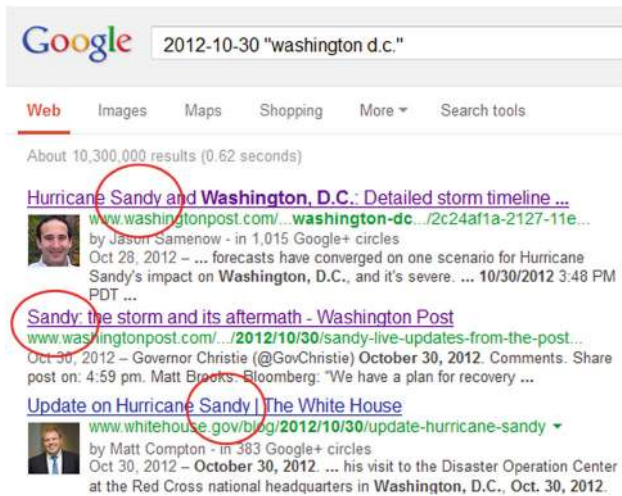 Google
2012-10-30 "washington d.c."
Web Images Maps Shopping More Search tools
About 10,300,000 results (0.62 seconds)
Hurricane Sandy and Washington, D.C.: Detailed storm timeline ...
www.washingtonpost.com/...washington-dc.../2c24af1a-2127-11e...
by Jason Samenow - in 1,015 Google+ circles
Oct 28, 2012 – ... forecasts have converged on one scenario for Hurricane
Sandy's impact on Washington, D.C., and it's severe. ... 10/30/2012 3:48 PM
PDT ...
Sandy: the storm and its aftermath - Washington Post
www.washingtonpost.com/.../2012/10/30/sandy-live-updates-from-the-post...
Oct 30, 2012 – Governor Christie (@GovChristie) October 30, 2012. Comments. Share
post on: 4:59 pm. Matt Brooks. Bloomberg: "We have a plan for recovery ...
Update on Hurricane Sandy | The White House
www.whitehouse.gov/blog/2012/10/30/update-hurricane-sandy
by Matt Compton - in 383 Google+ circles
Oct 30, 2012 – October 30, 2012. ... his visit to the Disaster Operation Center
at the Red Cross national headquarters in Washington, D.C., Oct. 30, 2012.